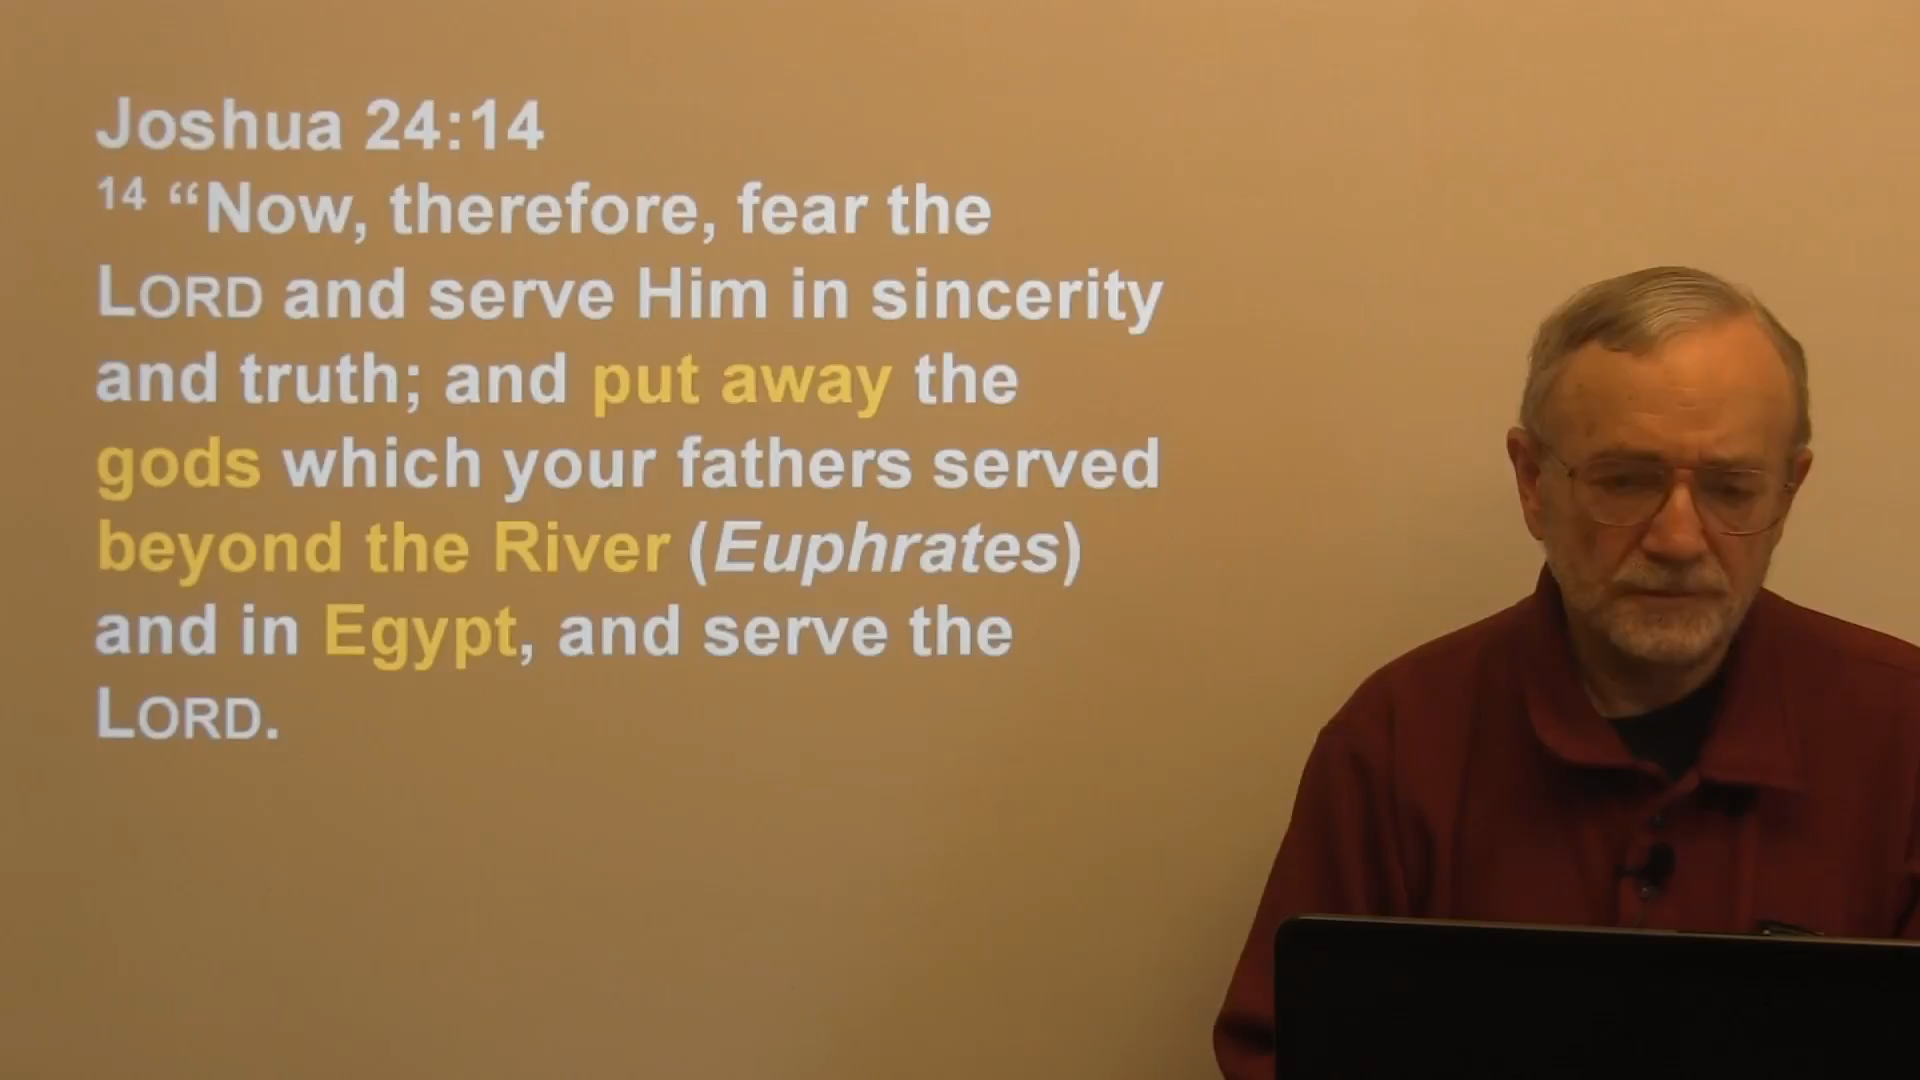 Joshua 24:14
14 “Now, therefore, fear the
LORD and serve Him in sincerity
and truth; and put away the
gods which your fathers served
beyond the River (Euphrates)
and in Egypt, and serve the
LORD.